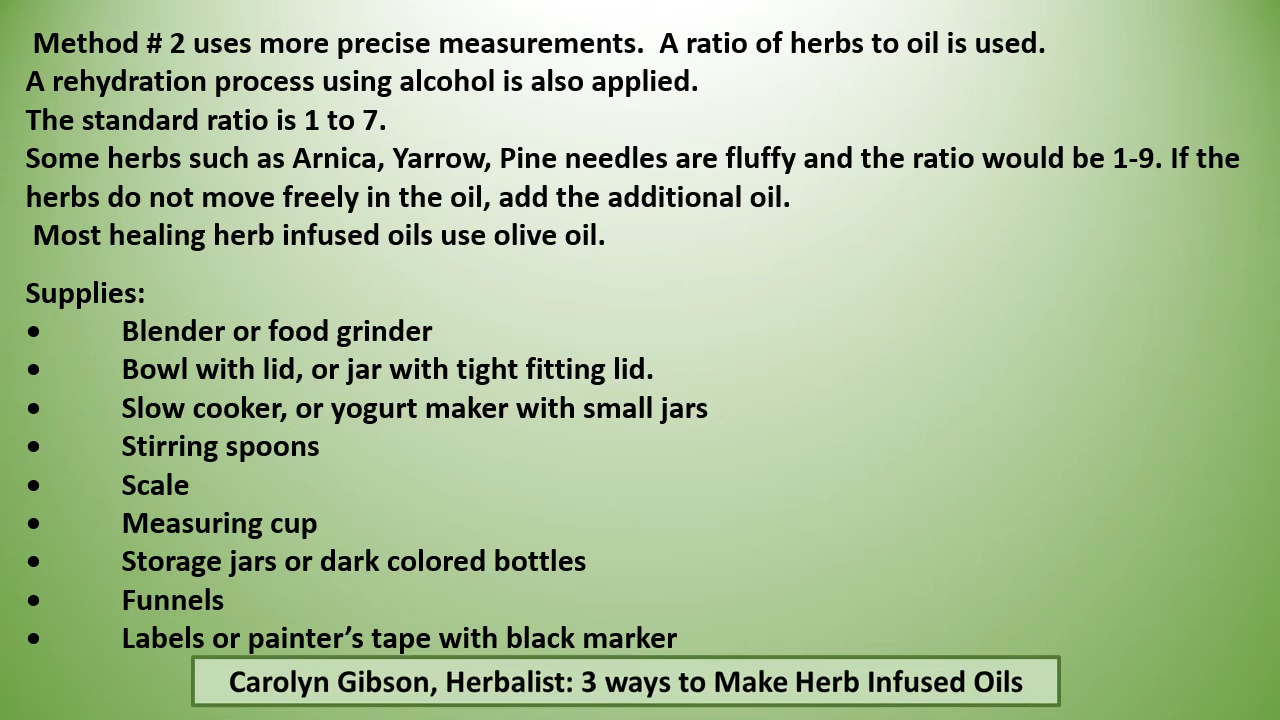 Method # 2 uses more precise measurements.  A ratio of herbs to oil is used.
A rehydration process using alcohol is also applied.
The standard ratio is 1 to 7.
Some herbs such as Arnica, Yarrow, Pine needles are fluffy and the ratio would be 1-9. If the
herbs do not move freely in the oil, add the additional oil.
Most healing herb infused oils use olive oil.
Supplies:
• Blender or food grinder
• Bowl with lid, or jar with tight fitting lid.
• Slow cooker, or yogurt maker with small jars
• Stirring spoons
• Scale
• Measuring cup
• Storage jars or dark colored bottles
• Funnels
• Labels or painter’s tape with black marker
Carolyn Gibson, Herbalist: 3 ways to Make Herb Infused Oils